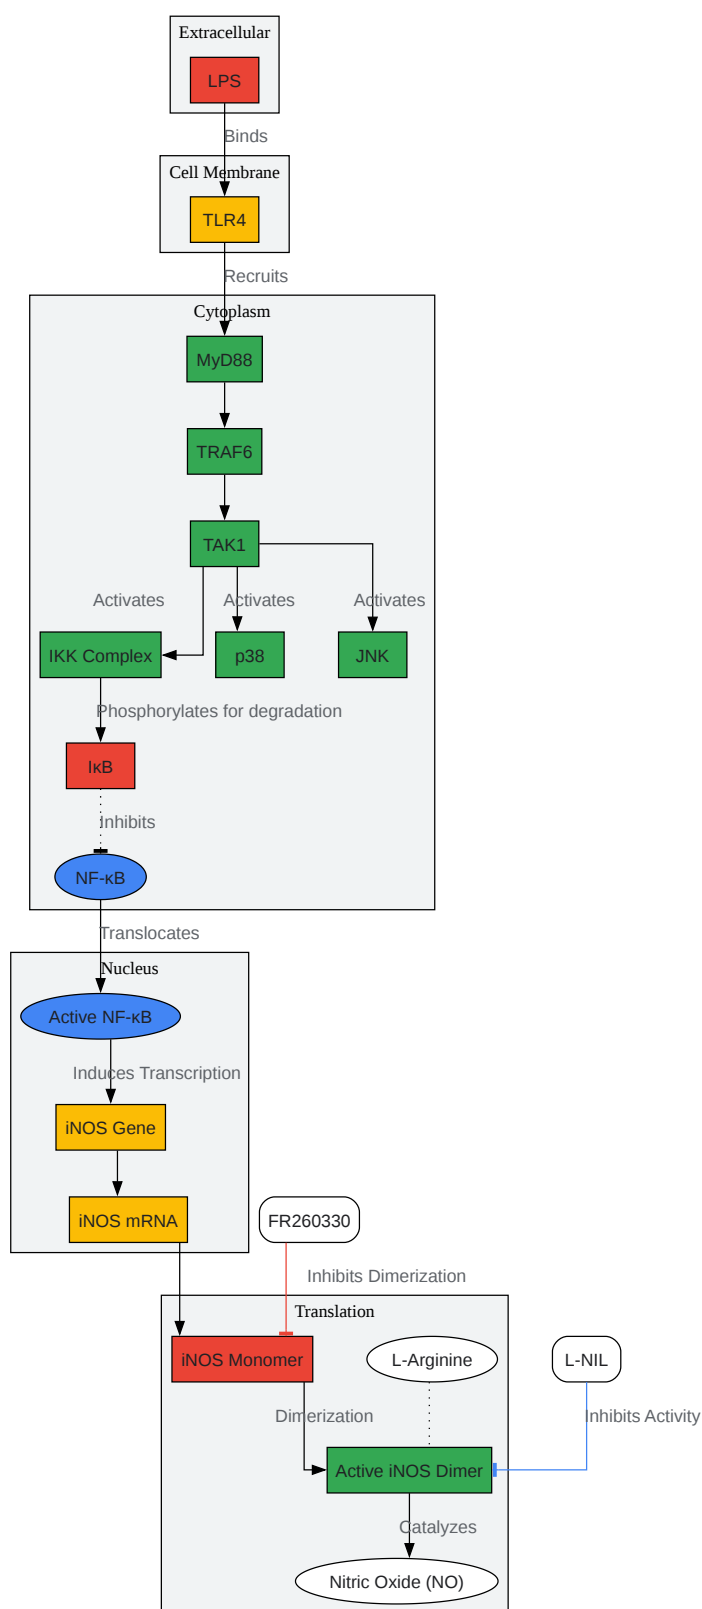 Extracellular
LPS
Binds
Cell Membrane
TLR4
Recruits
Cytoplasm
MyD88
TRAF6
TAK1
Activates
Activates
Activates
IKK Complex
p38
JNK
Phosphorylates for degradation
IκB
Inhibits
NF-κB
Translocates
Nucleus
Active NF-κB
Induces Transcription
iNOS Gene
iNOS mRNA
FR260330
Inhibits Dimerization
Translation
iNOS Monomer
L-Arginine
L-NIL
Dimerization
Inhibits Activity
Active iNOS Dimer
Catalyzes
Nitric Oxide (NO)